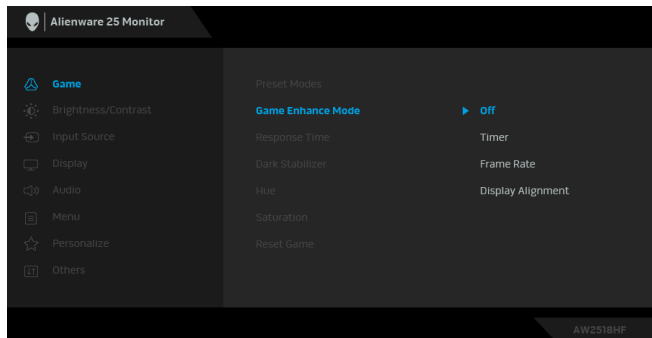 Alienware 25 Monitor
Game
Brightness/Contrast
Input Source
Display
Audio
Menu
Personalize
Others
Preset Modes
Game Enhance Mode
Response Time
Dark Stabilizer
Hue
Saturation
Reset Game
Off
Timer
Frame Rate
Display Alignment
AW2518HF